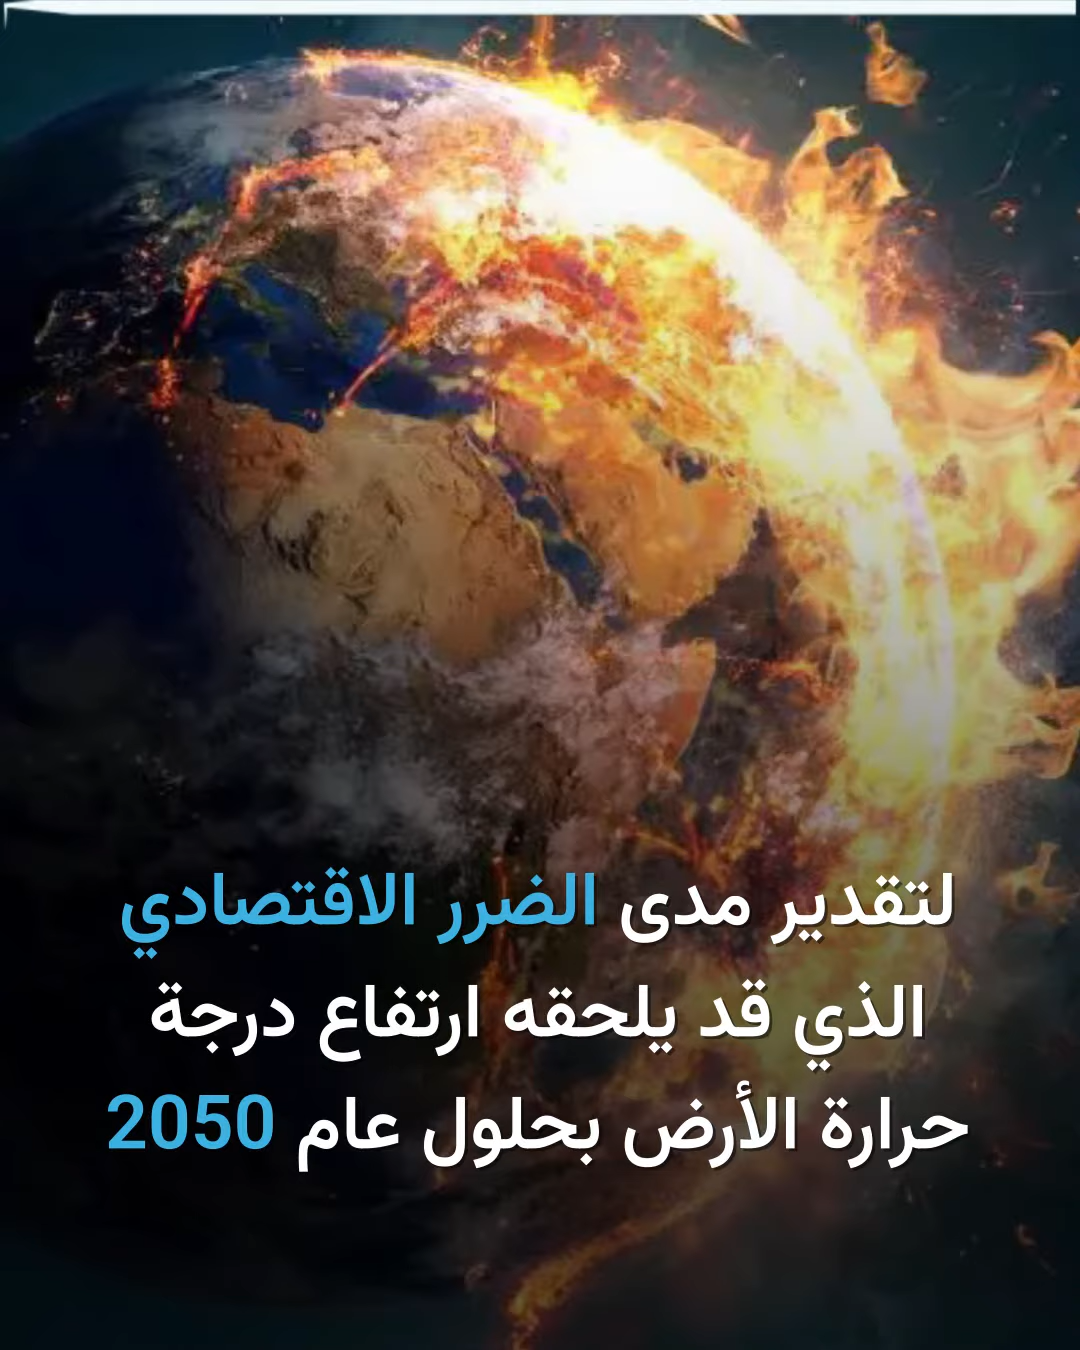 لتقدير مدى الضرر الاقتصادي
الذي قد يلحقه ارتفاع درجة
حرارة الأرض بحلول عام 2050